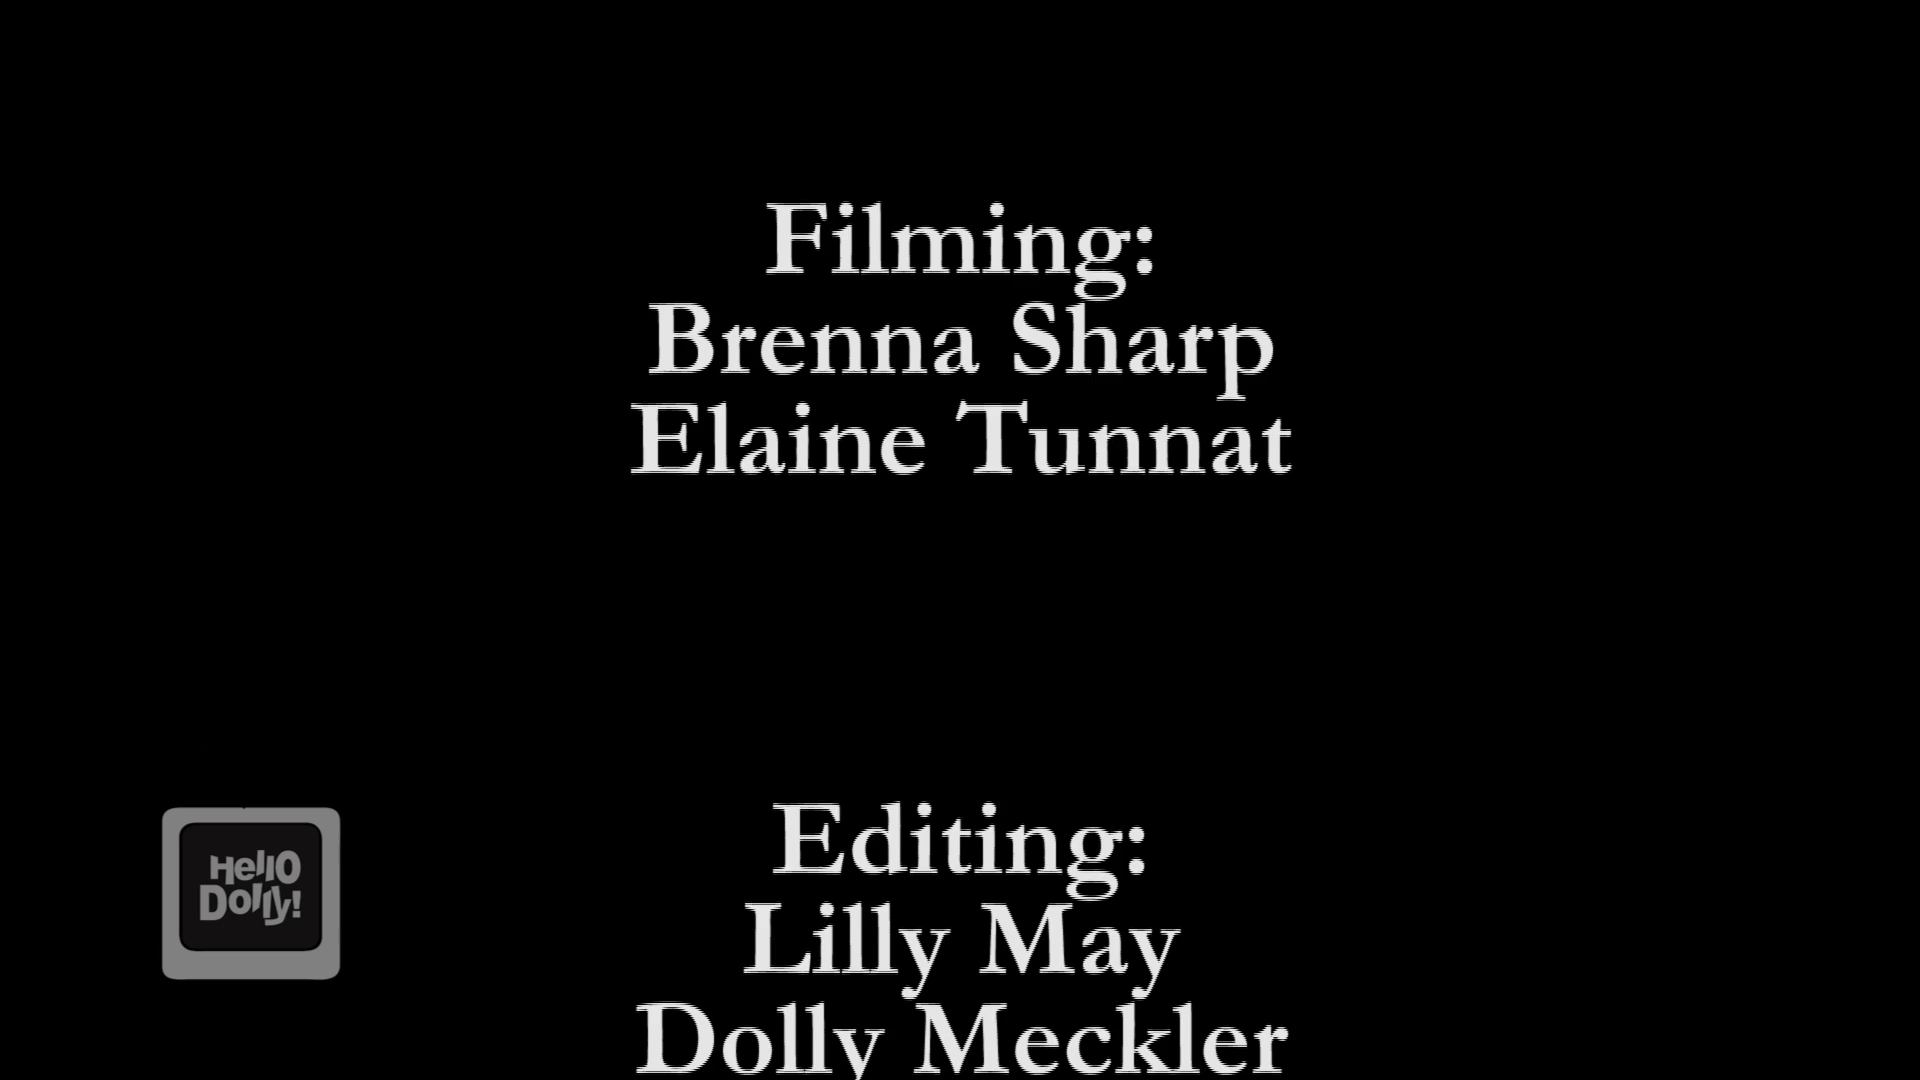 Filming:
Brenna Sharp
Elaine Tunnat
Editing:
Lilly May
Dolly Meckler
Hello
Dolly!